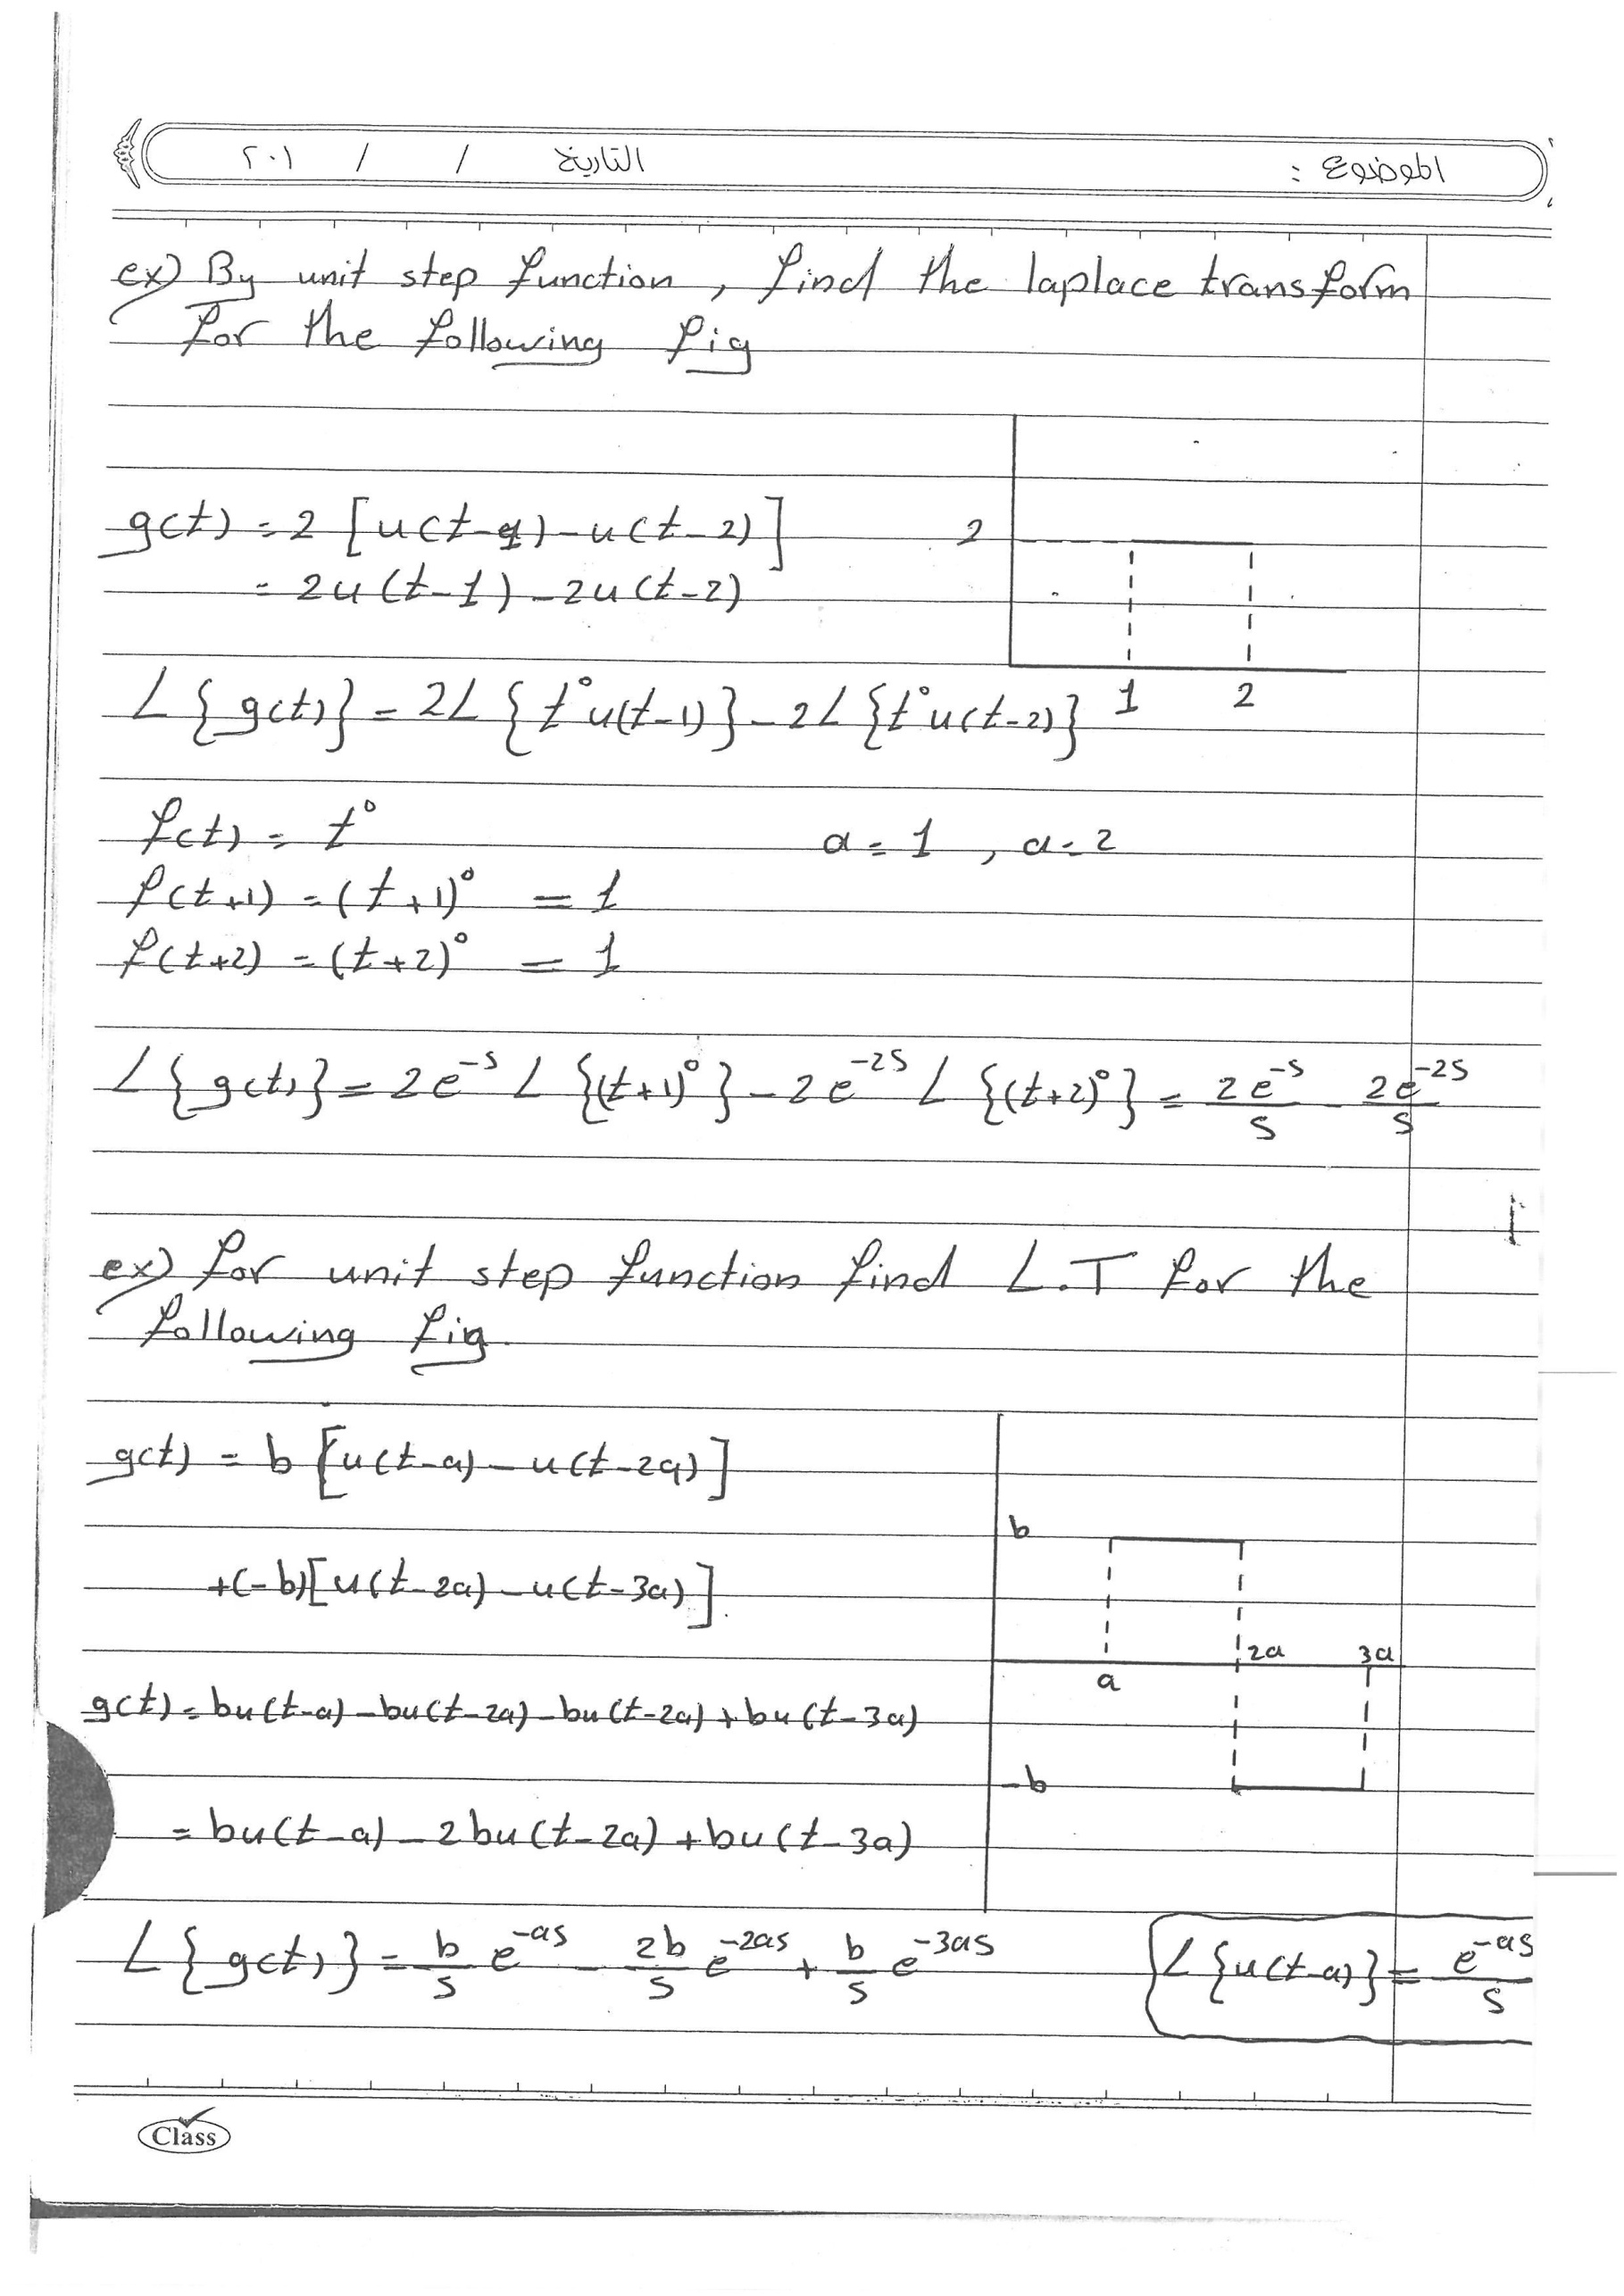 الموضوع :   التاريخ   /   /   ٢٠١
ex) By unit step function , find the laplace transform
for the following fig
g(t) = 2 [u(t-1) - u(t-2)]
= 2u(t-1) - 2u(t-2)
2
1 2
L{g(t)} = 2L{t°u(t-1)} - 2L{t°u(t-2)}
f(t) = t°   a=1 , a=2
f(t+1) = (t+1)° = 1
f(t+2) = (t+2)° = 1
L{g(t)} = 2e^-s L{(t+1)°} - 2e^-2s L{(t+2)°} = 2e^-s/s - 2e^-2s/s
ex) for unit step function find L.T for the
following fig
g(t) = b [u(t-a) - u(t-2a)]
+(-b)[u(t-2a) - u(t-3a)]
b
2a 3a
a
-b
g(t) = bu(t-a) - bu(t-2a) - bu(t-2a) + bu(t-3a)
= bu(t-a) - 2bu(t-2a) + bu(t-3a)
L{g(t)} = b/s e^-as - 2b/s e^-2as + b/s e^-3as
L{u(t-a)} = e^-as/s
Class